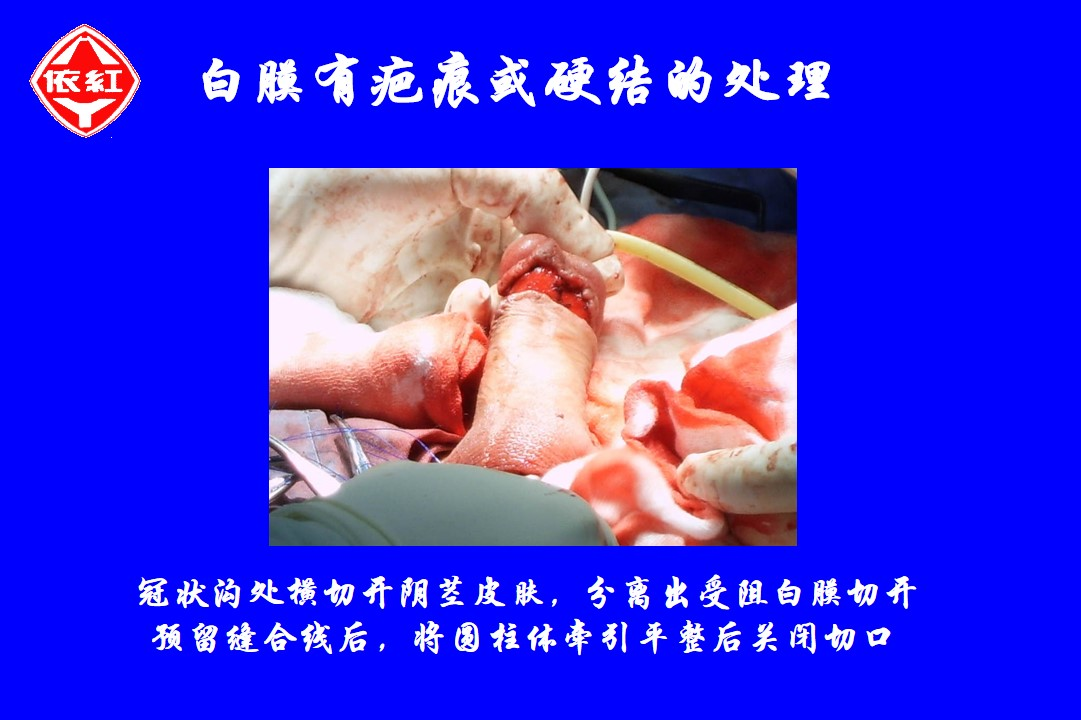 依紅
白膜有疤痕或硬结的处理
冠状沟处横切开阴茎皮肤，分离出受阻白膜切开
预留缝合线后，将圆柱体牵引平整后关闭切口